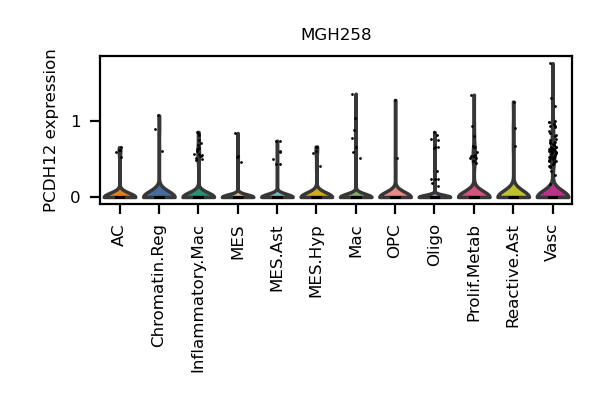 MGH258
PCDH12 expression
1
0
AC
Chromatin.Reg
Inflammatory.Mac
MES
MES.Ast
MES.Hyp
Mac
OPC
Oligo
Prolif.Metab
Reactive.Ast
Vasc